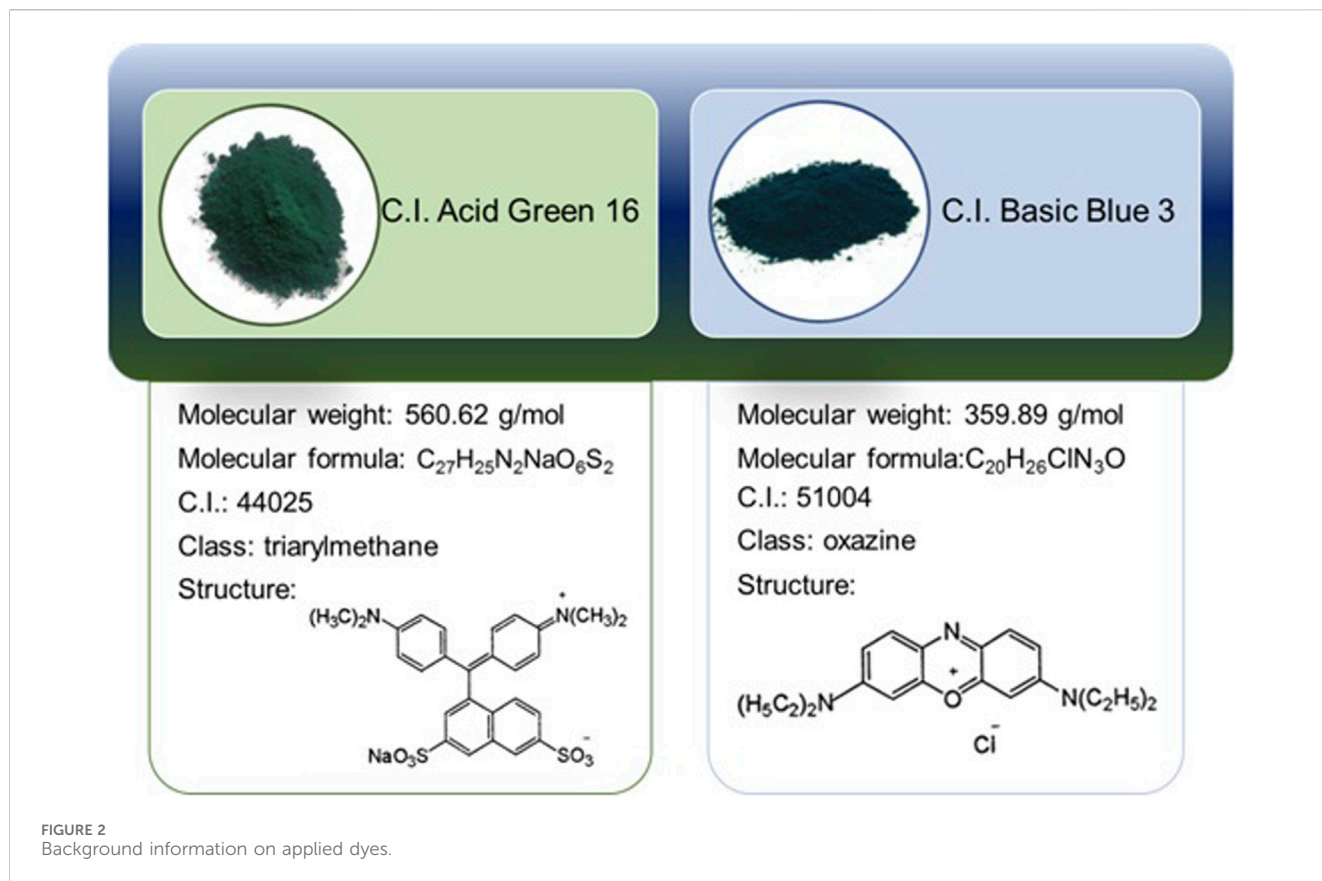 C.I. Acid Green 16
Molecular weight: 560.62 g/mol
Molecular formula: C₂₇H₂₅N₂NaO₆S₂
C.I.: 44025
Class: triarylmethane
Structure:
(H₃C)₂N
+
N(CH₃)₂
NaO₃S
SO₃⁻
C.I. Basic Blue 3
Molecular weight: 359.89 g/mol
Molecular formula:C₂₀H₂₆ClN₃O
C.I.: 51004
Class: oxazine
Structure:
N
+
(H₅C₂)₂N
O
N(C₂H₅)₂
Cl⁻
FIGURE 2
Background information on applied dyes.